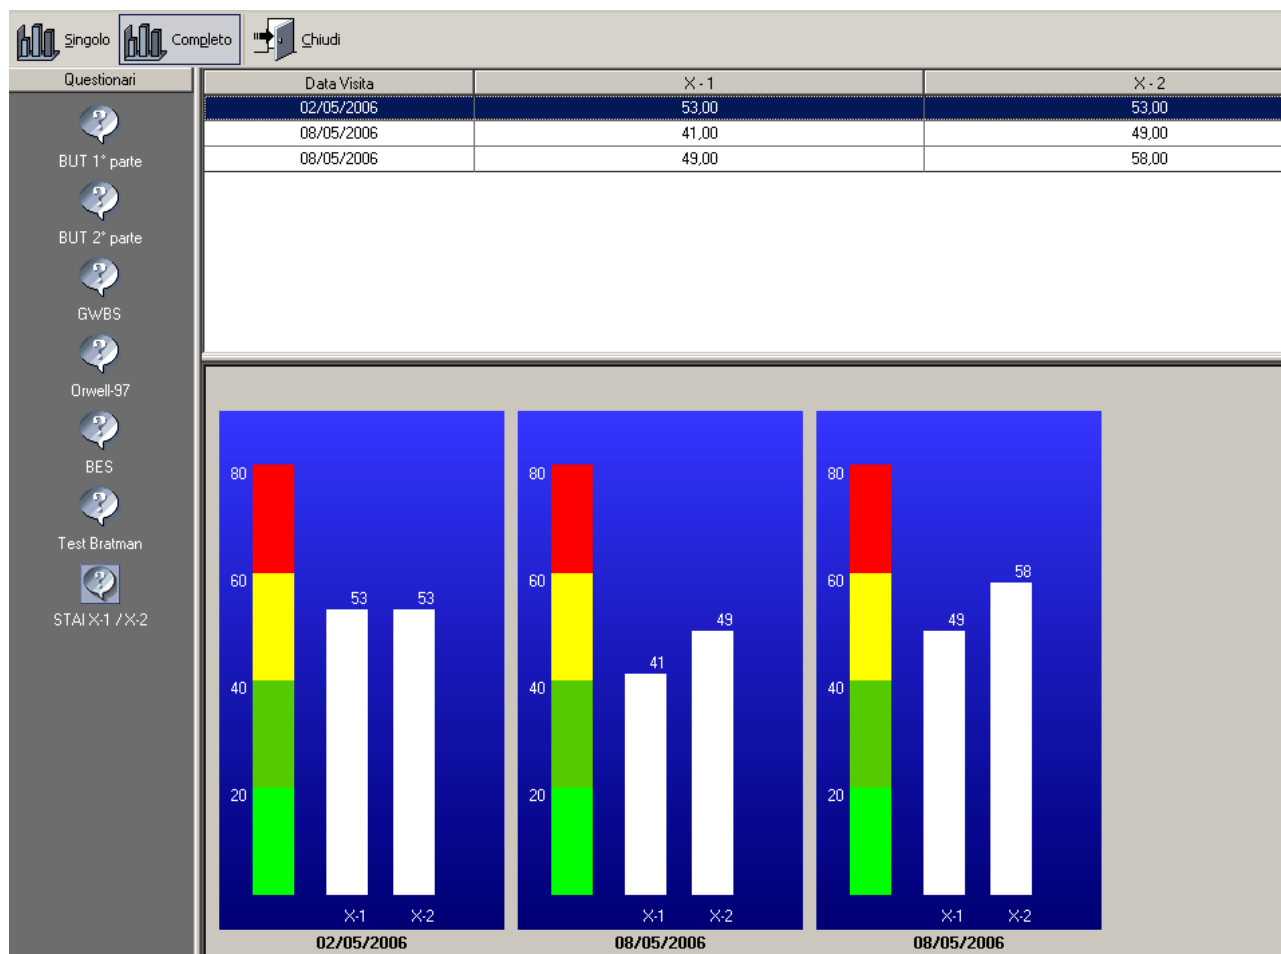 Singolo Completo Chiudi
Questionari
BUT 1° parte
BUT 2° parte
GWBS
Orwell-97
BES
Test Bratman
STAI X-1 / X-2
Data Visita X - 1 X - 2
02/05/2006 53,00 53,00
08/05/2006 41,00 49,00
08/05/2006 49,00 58,00
80
60
40
20
53 53
X-1 X-2
02/05/2006
80
60
40
20
41 49
X-1 X-2
08/05/2006
80
60
40
20
49 58
X-1 X-2
08/05/2006